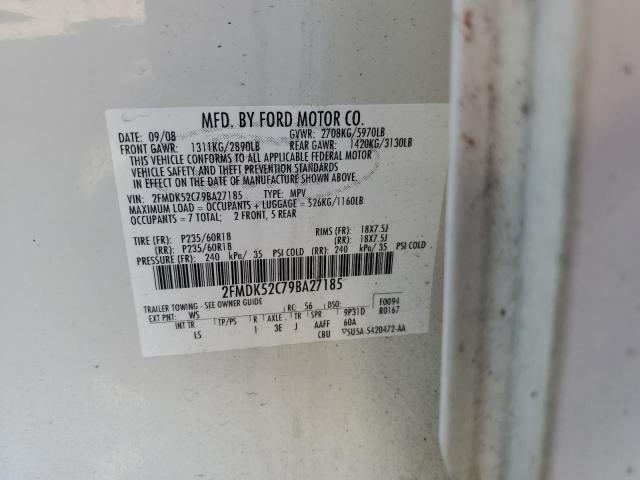 MFD. BY FORD MOTOR CO.
DATE: 09/08 GVWR: 2708KG/5970LB
FRONT GAWR: 1311KG/2890LB REAR GAWR: 1420KG/3130LB
THIS VEHICLE CONFORMS TO ALL APPLICABLE FEDERAL MOTOR
VEHICLE SAFETY AND THEFT PREVENTION STANDARDS
IN EFFECT ON THE DATE OF MANUFACTURE SHOWN ABOVE.
VIN: 2FMDK52C79BA27185 TYPE: MPV
MAXIMUM LOAD = OCCUPANTS + LUGGAGE = 526KG/1160LB
OCCUPANTS = 7 TOTAL: 2 FRONT, 5 REAR
TIRE (FR): P235/60R18 RIMS (FR): 18X7.5J
(RR): P235/60R18 (RR): 18X7.5J
PRESSURE (FR): 240 kPa/ 35 PSI COLD (RR): 240 kPa/ 35 PSI COLD
2FMDK52C79BA27185
TRAILER TOWING - SEE OWNER GUIDE RC: 56 DSO: F0094
EXT PNT: WS 9P31D R0167
INT TR TP/PS R AXLE TR SPR AAFF 60A
LS I 3E J CBU 5U5A-5420472-AA